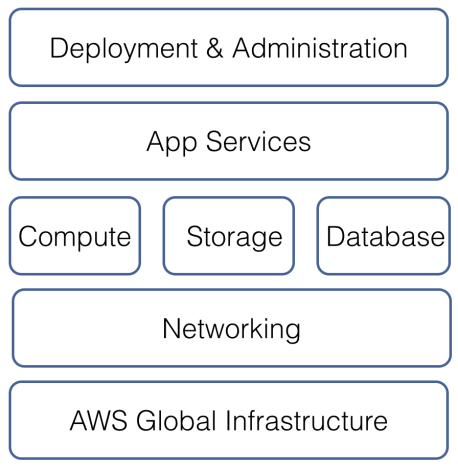 Deployment & Administration
App Services
Compute Storage Database
Networking
AWS Global Infrastructure